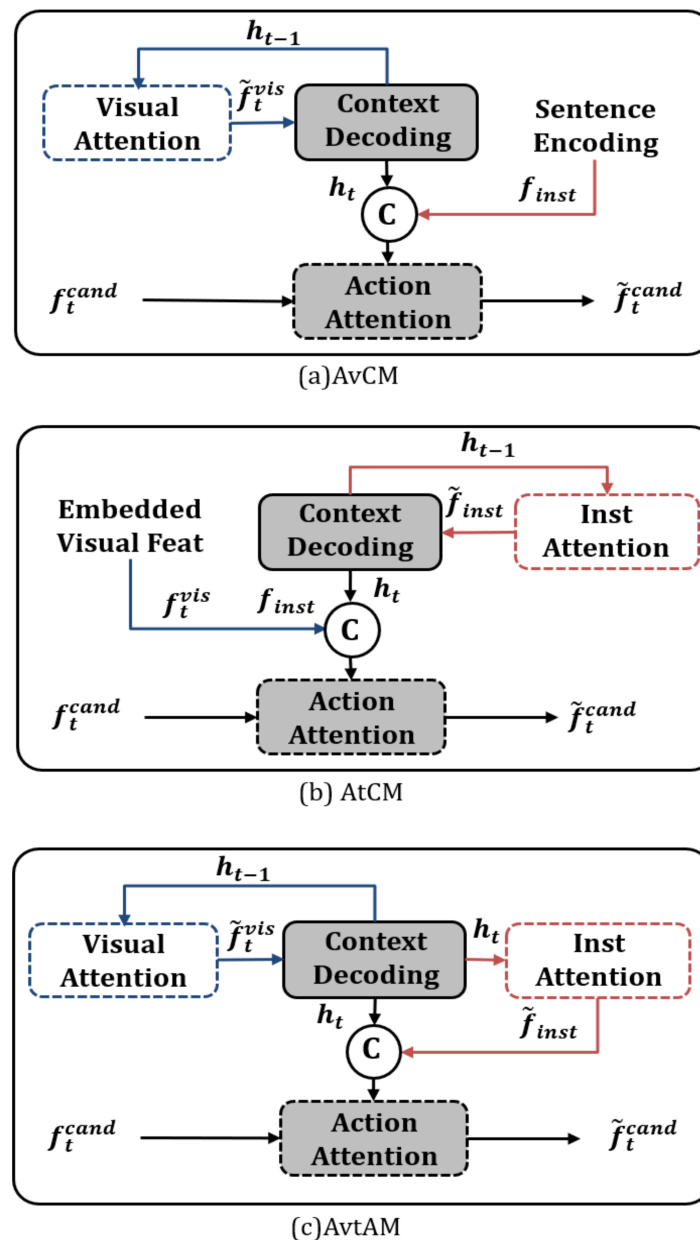 h_{t−1}
Visual Attention
f̃_t^{vis}
Context Decoding
Sentence Encoding
h_t
f_{inst}
C
f_t^{cand}
Action Attention
f̃_t^{cand}
(a)AvCM
h_{t−1}
Embedded Visual Feat
Context Decoding
f̃_{inst}
Inst Attention
h_t
f_t^{vis}
f_{inst}
C
f_t^{cand}
Action Attention
f̃_t^{cand}
(b) AtCM
h_{t−1}
Visual Attention
f̃_t^{vis}
Context Decoding
h_t
Inst Attention
h_t
f̃_{inst}
C
f_t^{cand}
Action Attention
f̃_t^{cand}
(c)AvtAM